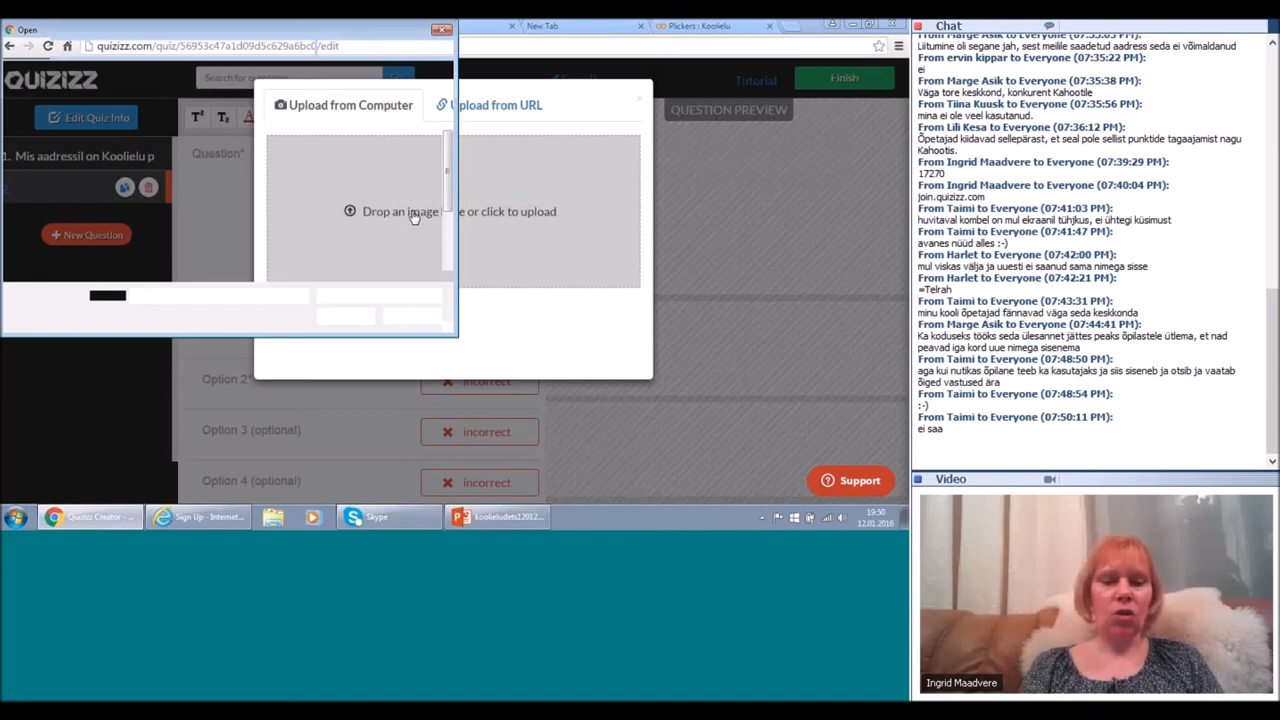 Open
New Tab
Plickers : Koolielu
quizizz.com/quiz/56953c47a1d09d5c629a6bc0/edit
QUIZIZZ
Search for questions
Tutorial
Finish
Edit Quiz Info
Upload from Computer
Upload from URL
QUESTION PREVIEW
Question*
1. Mis aadressil on Koolielu p
2.
Drop an image here or click to upload
New Question
Option 2*
incorrect
Option 3 (optional)
incorrect
Option 4 (optional)
incorrect
Support
Quizizz Creator - ...
Sign Up - Internet...
Skype
koolieludets12012...
19:50
12.01.2016
Chat
Liitumine oli segane jah, sest meilile saadetud aadress seda ei võimaldanud
From ervin kippar to Everyone (07:35:22 PM):
ei
From Marge Asik to Everyone (07:35:38 PM):
Väga tore keskkond, konkurent Kahootile
From Tiina Kuusk to Everyone (07:35:56 PM):
mina ei ole veel kasutanud.
From Lili Kesa to Everyone (07:36:12 PM):
Õpetajad kiidavad sellepärast, et seal pole sellist punktide tagaajamist nagu
Kahootis.
From Ingrid Maadvere to Everyone (07:39:29 PM):
17270
From Ingrid Maadvere to Everyone (07:40:04 PM):
join.quizizz.com
From Taimi to Everyone (07:41:03 PM):
huvitaval kombel on mul ekraanil tühjkus, ei ühtegi küsimust
From Taimi to Everyone (07:41:47 PM):
avanes nüüd alles :-)
From Harlet to Everyone (07:42:00 PM):
mul viskas välja ja uuesti ei saanud sama nimega sisse
From Harlet to Everyone (07:42:21 PM):
=Telrah
From Taimi to Everyone (07:43:31 PM):
minu kooli õpetajad fännavad väga seda keskkonda
From Marge Asik to Everyone (07:44:41 PM):
Ka koduseks tööks seda ülesannet jättes peaks õpilastele ütlema, et nad
peavad iga kord uue nimega sisenema
From Taimi to Everyone (07:48:50 PM):
aga kui nutikas õpilane teeb ka kasutajaks ja siis siseneb ja otsib ja vaatab
õiged vastused ära
From Taimi to Everyone (07:48:54 PM):
:-)
From Taimi to Everyone (07:50:11 PM):
ei saa
Video
Ingrid Maadvere